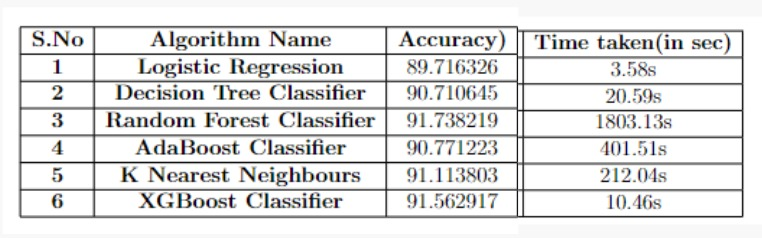 S.No Algorithm Name Accuracy) Time taken(in sec)
1 Logistic Regression 89.716326 3.58s
2 Decision Tree Classifier 90.710645 20.59s
3 Random Forest Classifier 91.738219 1803.13s
4 AdaBoost Classifier 90.771223 401.51s
5 K Nearest Neighbours 91.113803 212.04s
6 XGBoost Classifier 91.562917 10.46s